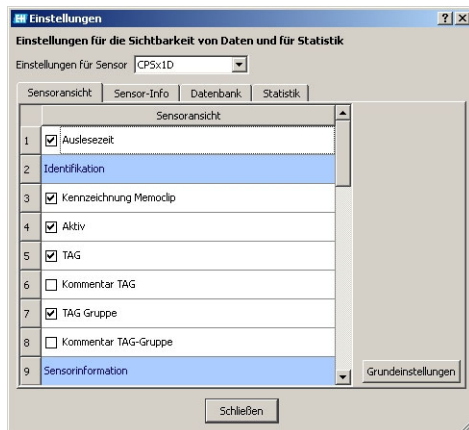 EH Einstellungen
Einstellungen für die Sichtbarkeit von Daten und für Statistik
Einstellungen für Sensor CPSx1D
Sensoransicht Sensor-Info Datenbank Statistik
Sensoransicht
1 Auslesezeit
2 Identifikation
3 Kennzeichnung Memoclip
4 Aktiv
5 TAG
6 Kommentar TAG
7 TAG Gruppe
8 Kommentar TAG-Gruppe
9 Sensorinformation
Grundeinstellungen
Schließen